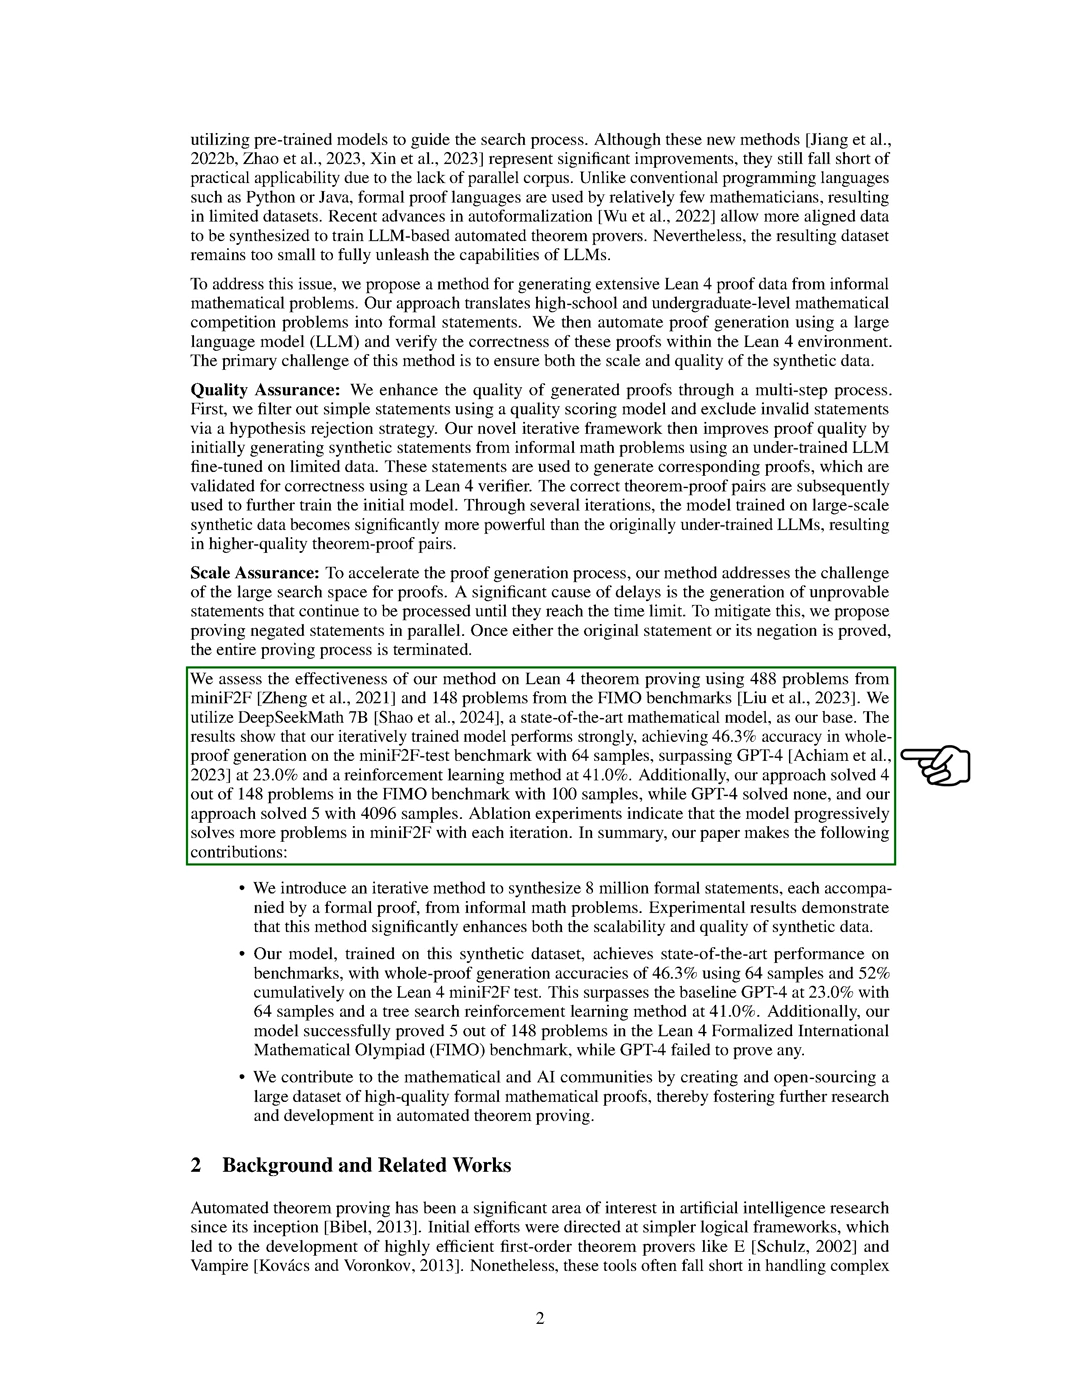 utilizing pre-trained models to guide the search process. Although these new methods [Jiang et al.,
2022b, Zhao et al., 2023, Xin et al., 2023] represent significant improvements, they still fall short of
practical applicability due to the lack of parallel corpus. Unlike conventional programming languages
such as Python or Java, formal proof languages are used by relatively few mathematicians, resulting
in limited datasets. Recent advances in autoformalization [Wu et al., 2022] allow more aligned data
to be synthesized to train LLM-based automated theorem provers. Nevertheless, the resulting dataset
remains too small to fully unleash the capabilities of LLMs.
To address this issue, we propose a method for generating extensive Lean 4 proof data from informal
mathematical problems. Our approach translates high-school and undergraduate-level mathematical
competition problems into formal statements. We then automate proof generation using a large
language model (LLM) and verify the correctness of these proofs within the Lean 4 environment.
The primary challenge of this method is to ensure both the scale and quality of the synthetic data.
Quality Assurance: We enhance the quality of generated proofs through a multi-step process.
First, we filter out simple statements using a quality scoring model and exclude invalid statements
via a hypothesis rejection strategy. Our novel iterative framework then improves proof quality by
initially generating synthetic statements from informal math problems using an under-trained LLM
fine-tuned on limited data. These statements are used to generate corresponding proofs, which are
validated for correctness using a Lean 4 verifier. The correct theorem-proof pairs are subsequently
used to further train the initial model. Through several iterations, the model trained on large-scale
synthetic data becomes significantly more powerful than the originally under-trained LLMs, resulting
in higher-quality theorem-proof pairs.
Scale Assurance: To accelerate the proof generation process, our method addresses the challenge
of the large search space for proofs. A significant cause of delays is the generation of unprovable
statements that continue to be processed until they reach the time limit. To mitigate this, we propose
proving negated statements in parallel. Once either the original statement or its negation is proved,
the entire proving process is terminated.
We assess the effectiveness of our method on Lean 4 theorem proving using 488 problems from
miniF2F [Zheng et al., 2021] and 148 problems from the FIMO benchmarks [Liu et al., 2023]. We
utilize DeepSeekMath 7B [Shao et al., 2024], a state-of-the-art mathematical model, as our base. The
results show that our iteratively trained model performs strongly, achieving 46.3% accuracy in whole-
proof generation on the miniF2F-test benchmark with 64 samples, surpassing GPT-4 [Achiam et al.,
2023] at 23.0% and a reinforcement learning method at 41.0%. Additionally, our approach solved 4
out of 148 problems in the FIMO benchmark with 100 samples, while GPT-4 solved none, and our
approach solved 5 with 4096 samples. Ablation experiments indicate that the model progressively
solves more problems in miniF2F with each iteration. In summary, our paper makes the following
contributions:
• We introduce an iterative method to synthesize 8 million formal statements, each accompa-
nied by a formal proof, from informal math problems. Experimental results demonstrate
that this method significantly enhances both the scalability and quality of synthetic data.
• Our model, trained on this synthetic dataset, achieves state-of-the-art performance on
benchmarks, with whole-proof generation accuracies of 46.3% using 64 samples and 52%
cumulatively on the Lean 4 miniF2F test. This surpasses the baseline GPT-4 at 23.0% with
64 samples and a tree search reinforcement learning method at 41.0%. Additionally, our
model successfully proved 5 out of 148 problems in the Lean 4 Formalized International
Mathematical Olympiad (FIMO) benchmark, while GPT-4 failed to prove any.
• We contribute to the mathematical and AI communities by creating and open-sourcing a
large dataset of high-quality formal mathematical proofs, thereby fostering further research
and development in automated theorem proving.
2 Background and Related Works
Automated theorem proving has been a significant area of interest in artificial intelligence research
since its inception [Bibel, 2013]. Initial efforts were directed at simpler logical frameworks, which
led to the development of highly efficient first-order theorem provers like E [Schulz, 2002] and
Vampire [Kovács and Voronkov, 2013]. Nonetheless, these tools often fall short in handling complex
2